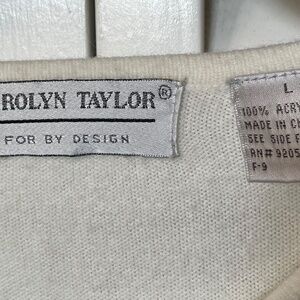 ROLYN TAYLOR®
FOR BY DESIGN
L
100% ACRY
MADE IN C
SEE SIDE F
RN# 9205
F-9